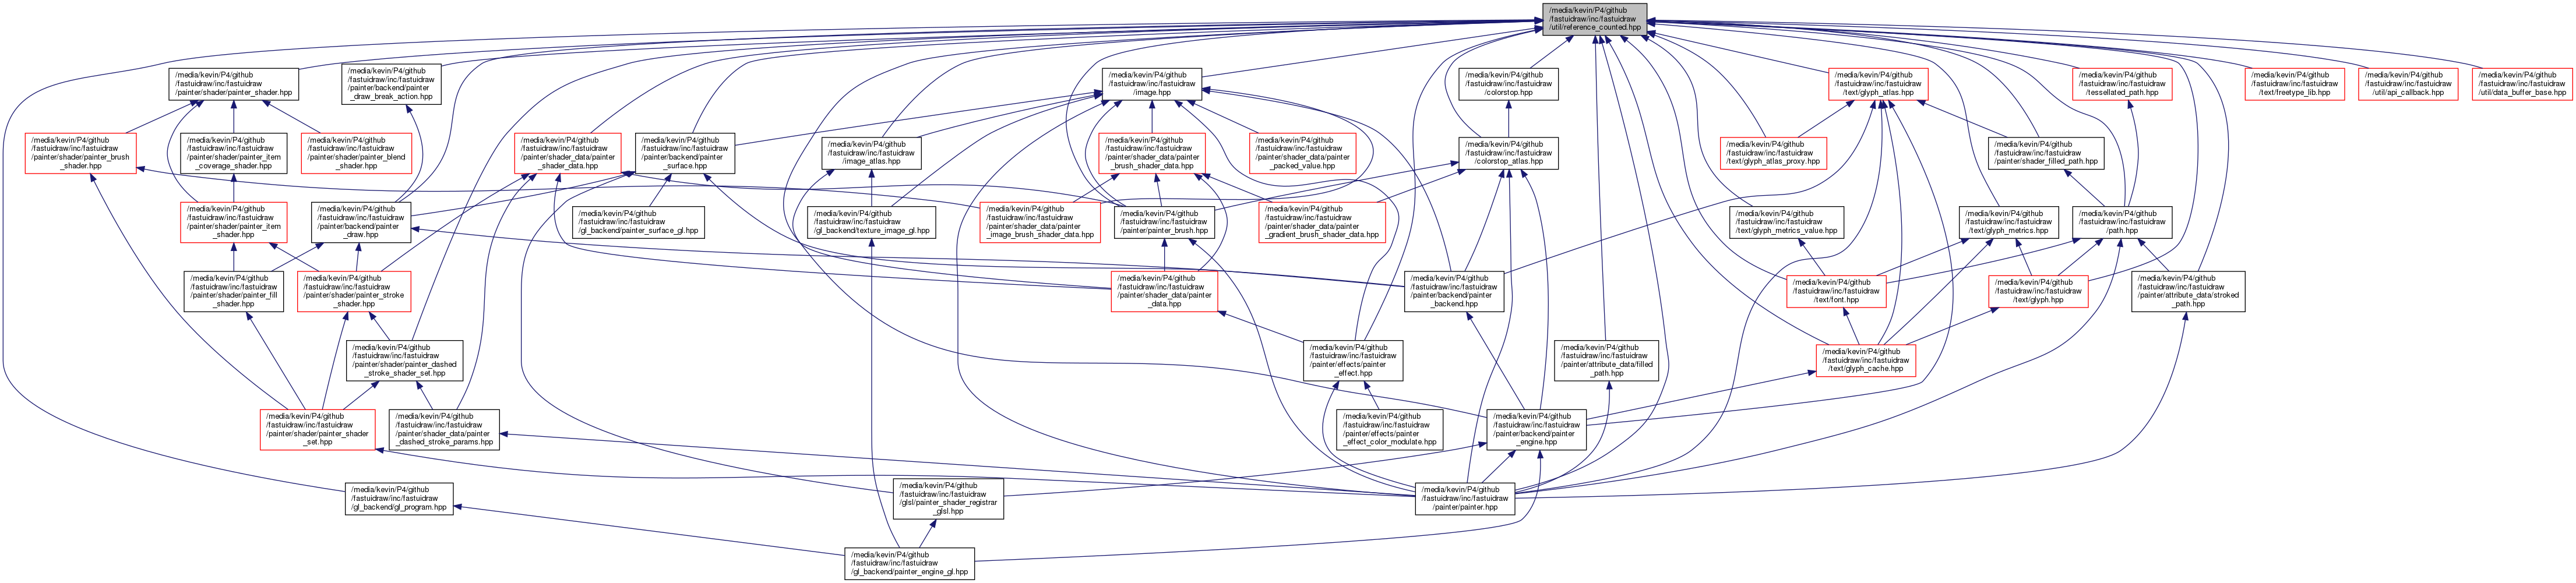 /media/kevin/P4/github
/fastuidraw/inc/fastuidraw
/util/reference_counted.hpp
/media/kevin/P4/github
/fastuidraw/inc/fastuidraw
/painter/shader/painter_shader.hpp
/media/kevin/P4/github
/fastuidraw/inc/fastuidraw
/painter/backend/painter
_draw_break_action.hpp
/media/kevin/P4/github
/fastuidraw/inc/fastuidraw
/image.hpp
/media/kevin/P4/github
/fastuidraw/inc/fastuidraw
/colorstop.hpp
/media/kevin/P4/github
/fastuidraw/inc/fastuidraw
/text/glyph_atlas.hpp
/media/kevin/P4/github
/fastuidraw/inc/fastuidraw
/tessellated_path.hpp
/media/kevin/P4/github
/fastuidraw/inc/fastuidraw
/text/freetype_lib.hpp
/media/kevin/P4/github
/fastuidraw/inc/fastuidraw
/util/api_callback.hpp
/media/kevin/P4/github
/fastuidraw/inc/fastuidraw
/util/data_buffer_base.hpp
/media/kevin/P4/github
/fastuidraw/inc/fastuidraw
/painter/shader/painter_brush
_shader.hpp
/media/kevin/P4/github
/fastuidraw/inc/fastuidraw
/painter/shader/painter_item
_coverage_shader.hpp
/media/kevin/P4/github
/fastuidraw/inc/fastuidraw
/painter/shader/painter_blend
_shader.hpp
/media/kevin/P4/github
/fastuidraw/inc/fastuidraw
/painter/shader_data/painter
_shader_data.hpp
/media/kevin/P4/github
/fastuidraw/inc/fastuidraw
/painter/backend/painter
_surface.hpp
/media/kevin/P4/github
/fastuidraw/inc/fastuidraw
/image_atlas.hpp
/media/kevin/P4/github
/fastuidraw/inc/fastuidraw
/painter/shader_data/painter
_brush_shader_data.hpp
/media/kevin/P4/github
/fastuidraw/inc/fastuidraw
/painter/shader_data/painter
_packed_value.hpp
/media/kevin/P4/github
/fastuidraw/inc/fastuidraw
/colorstop_atlas.hpp
/media/kevin/P4/github
/fastuidraw/inc/fastuidraw
/text/glyph_atlas_proxy.hpp
/media/kevin/P4/github
/fastuidraw/inc/fastuidraw
/painter/shader_filled_path.hpp
/media/kevin/P4/github
/fastuidraw/inc/fastuidraw
/painter/shader/painter_item
_shader.hpp
/media/kevin/P4/github
/fastuidraw/inc/fastuidraw
/painter/backend/painter
_draw.hpp
/media/kevin/P4/github
/fastuidraw/inc/fastuidraw
/gl_backend/painter_surface_gl.hpp
/media/kevin/P4/github
/fastuidraw/inc/fastuidraw
/gl_backend/texture_image_gl.hpp
/media/kevin/P4/github
/fastuidraw/inc/fastuidraw
/painter/shader_data/painter
_image_brush_shader_data.hpp
/media/kevin/P4/github
/fastuidraw/inc/fastuidraw
/painter/painter_brush.hpp
/media/kevin/P4/github
/fastuidraw/inc/fastuidraw
/painter/shader_data/painter
_gradient_brush_shader_data.hpp
/media/kevin/P4/github
/fastuidraw/inc/fastuidraw
/text/glyph_metrics_value.hpp
/media/kevin/P4/github
/fastuidraw/inc/fastuidraw
/text/glyph_metrics.hpp
/media/kevin/P4/github
/fastuidraw/inc/fastuidraw
/path.hpp
/media/kevin/P4/github
/fastuidraw/inc/fastuidraw
/painter/shader/painter_fill
_shader.hpp
/media/kevin/P4/github
/fastuidraw/inc/fastuidraw
/painter/shader/painter_stroke
_shader.hpp
/media/kevin/P4/github
/fastuidraw/inc/fastuidraw
/painter/shader_data/painter
_data.hpp
/media/kevin/P4/github
/fastuidraw/inc/fastuidraw
/painter/backend/painter
_backend.hpp
/media/kevin/P4/github
/fastuidraw/inc/fastuidraw
/text/font.hpp
/media/kevin/P4/github
/fastuidraw/inc/fastuidraw
/text/glyph.hpp
/media/kevin/P4/github
/fastuidraw/inc/fastuidraw
/painter/attribute_data/stroked
_path.hpp
/media/kevin/P4/github
/fastuidraw/inc/fastuidraw
/painter/shader/painter_dashed
_stroke_shader_set.hpp
/media/kevin/P4/github
/fastuidraw/inc/fastuidraw
/painter/effects/painter
_effect.hpp
/media/kevin/P4/github
/fastuidraw/inc/fastuidraw
/painter/attribute_data/filled
_path.hpp
/media/kevin/P4/github
/fastuidraw/inc/fastuidraw
/text/glyph_cache.hpp
/media/kevin/P4/github
/fastuidraw/inc/fastuidraw
/painter/shader/painter_shader
_set.hpp
/media/kevin/P4/github
/fastuidraw/inc/fastuidraw
/painter/shader_data/painter
_dashed_stroke_params.hpp
/media/kevin/P4/github
/fastuidraw/inc/fastuidraw
/painter/effects/painter
_effect_color_modulate.hpp
/media/kevin/P4/github
/fastuidraw/inc/fastuidraw
/painter/backend/painter
_engine.hpp
/media/kevin/P4/github
/fastuidraw/inc/fastuidraw
/gl_backend/gl_program.hpp
/media/kevin/P4/github
/fastuidraw/inc/fastuidraw
/glsl/painter_shader_registrar
_glsl.hpp
/media/kevin/P4/github
/fastuidraw/inc/fastuidraw
/painter/painter.hpp
/media/kevin/P4/github
/fastuidraw/inc/fastuidraw
/gl_backend/painter_engine_gl.hpp